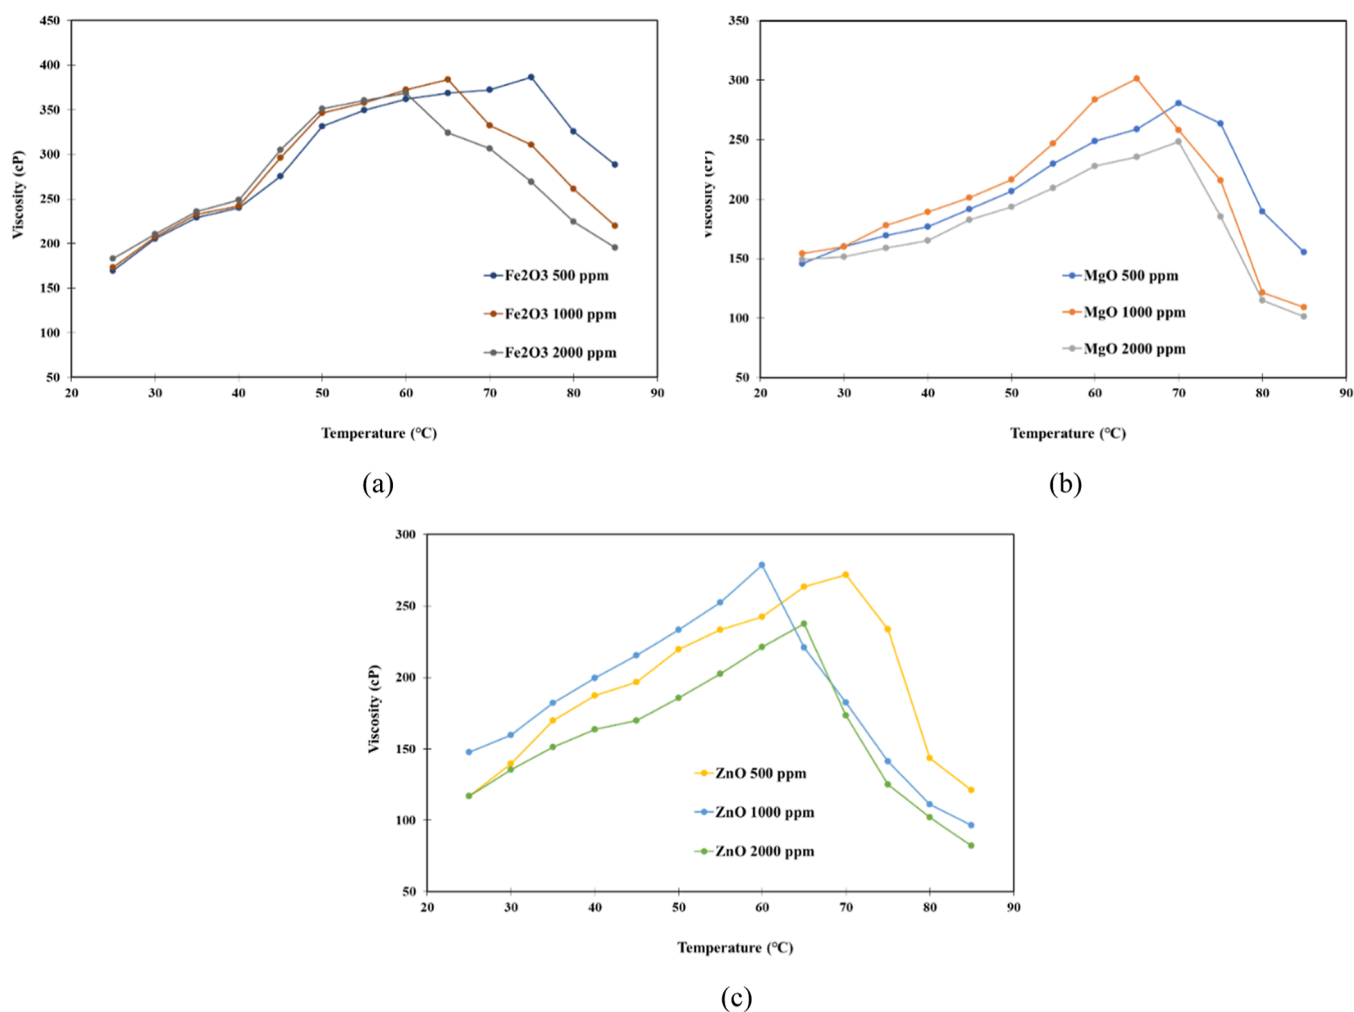 450
400
350
300
250
200
150
100
50
Viscosity (cP)
20 30 40 50 60 70 80 90
Temperature (℃)
Fe2O3 500 ppm
Fe2O3 1000 ppm
Fe2O3 2000 ppm
(a)
350
300
250
200
150
100
50
Viscosity (cP)
20 30 40 50 60 70 80 90
Temperature (℃)
MgO 500 ppm
MgO 1000 ppm
MgO 2000 ppm
(b)
300
250
200
150
100
50
Viscosity (cP)
20 30 40 50 60 70 80 90
Temperature (℃)
ZnO 500 ppm
ZnO 1000 ppm
ZnO 2000 ppm
(c)